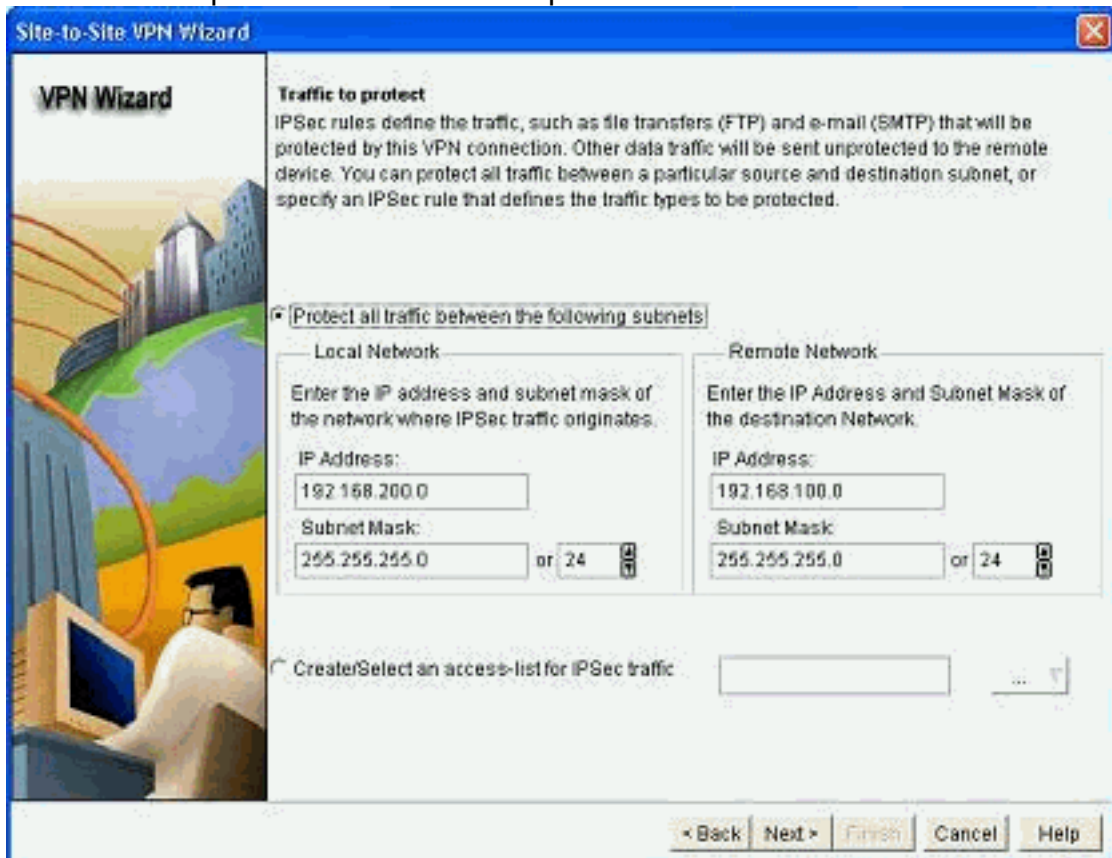 Site-to-Site VPN Wizard
VPN Wizard
Traffic to protect
IPSec rules define the traffic, such as file transfers (FTP) and e-mail (SMTP) that will be
protected by this VPN connection. Other data traffic will be sent unprotected to the remote
device. You can protect all traffic between a particular source and destination subnet, or
specify an IPSec rule that defines the traffic types to be protected.
Protect all traffic between the following subnets
Local Network
Enter the IP address and subnet mask of
the network where IPSec traffic originates.
IP Address:
192.168.200.0
Subnet Mask:
255.255.255.0 or 24
Remote Network
Enter the IP Address and Subnet Mask of
the destination Network.
IP Address:
192.168.100.0
Subnet Mask:
255.255.255.0 or 24
Create/Select an access-list for IPSec traffic
...
< Back Next > Finish Cancel Help